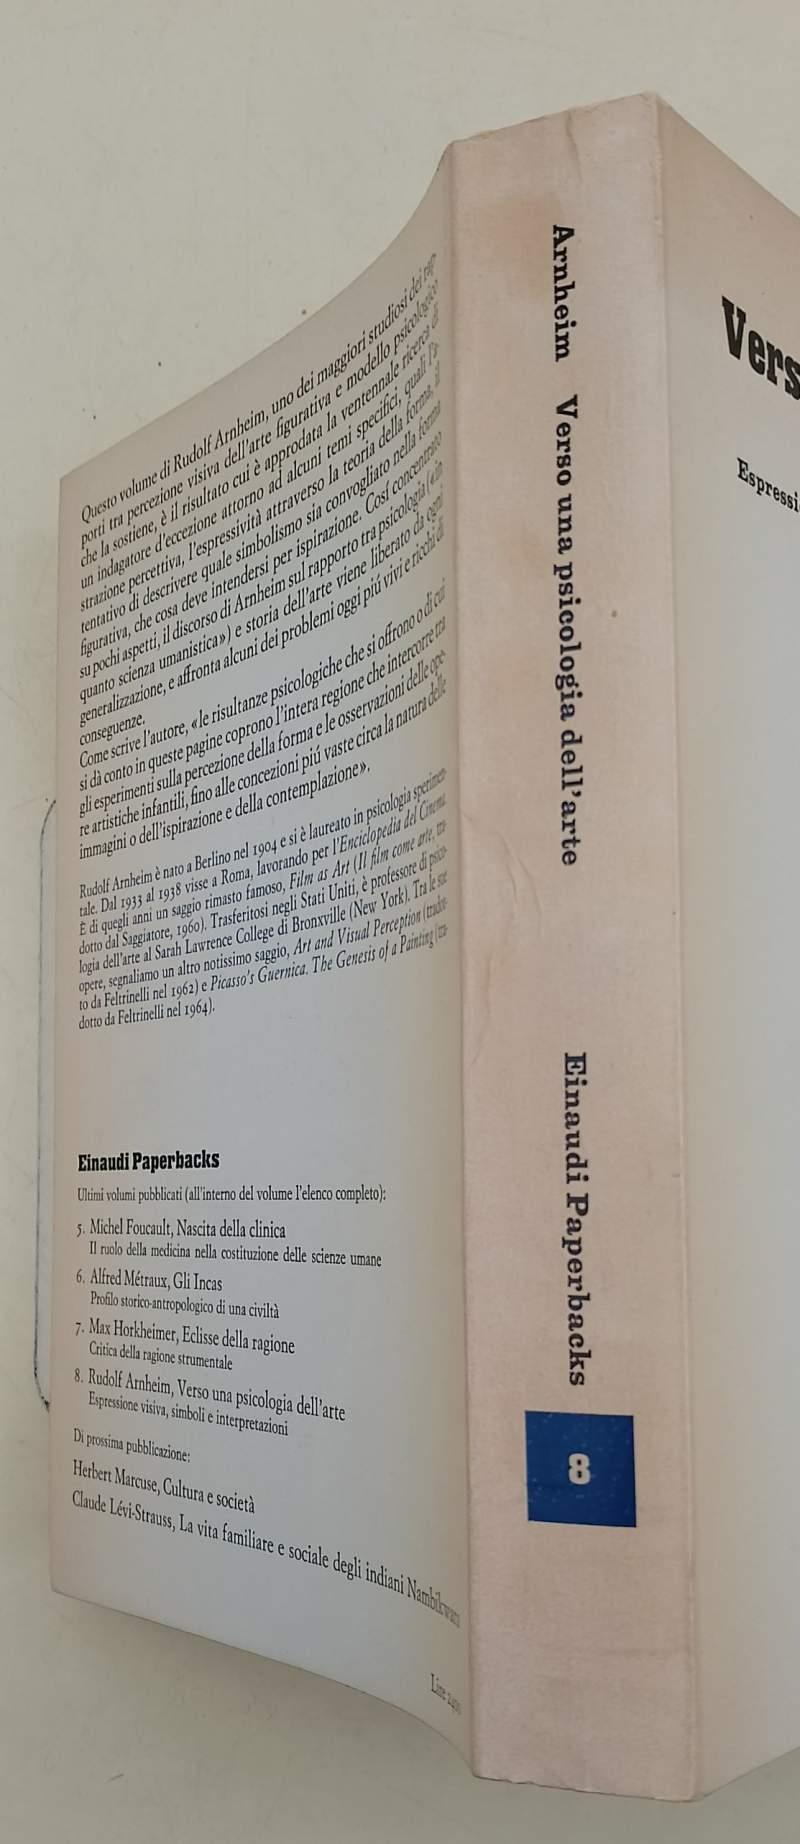 Questo volume di Rudolf Arnheim, uno dei maggiori studiosi dei rap-
porti tra percezione visiva dell'arte figurativa e modello psicologico
che la sostiene, è il risultato cui è approdata la ventennale ricerca di
un indagatore d'eccezione attorno ad alcuni temi specifici, quali l'a-
strazione percettiva, l'espressività attraverso la teoria della forma, il
tentativo di descrivere quale simbolismo sia convogliato nella forma
figurativa, che cosa deve intendersi per ispirazione. Cosí concentrato
su pochi aspetti, il discorso di Arnheim sul rapporto tra psicologia («in
quanto scienza umanistica») e storia dell'arte viene liberato da ogni
generalizzazione, e affronta alcuni dei problemi oggi piú vivi e ricchi di
conseguenze.
Come scrive l'autore, «le risultanze psicologiche che si offrono o di cui
si dà conto in queste pagine coprono l'intera regione che intercorre tra
gli esperimenti sulla percezione della forma e le osservazioni delle ope-
re artistiche infantili, fino alle concezioni piú vaste circa la natura delle
immagini o dell'ispirazione e della contemplazione».
Rudolf Arnheim è nato a Berlino nel 1904 e si è laureato in psicologia sperimen-
tale. Dal 1933 al 1938 visse a Roma, lavorando per l'Enciclopedia del Cinema.
È di quegli anni un saggio rimasto famoso, Film as Art (Il film come arte, tra-
dotto dal Saggiatore, 1960). Trasferitosi negli Stati Uniti, è professore di psico-
logia dell'arte al Sarah Lawrence College di Bronxville (New York). Tra le sue
opere, segnaliamo un altro notissimo saggio, Art and Visual Perception (tradot-
to da Feltrinelli nel 1962) e Picasso's Guernica. The Genesis of a Painting (tra-
dotto da Feltrinelli nel 1964).
Einaudi Paperbacks
Ultimi volumi pubblicati (all'interno del volume l'elenco completo):
5. Michel Foucault, Nascita della clinica
Il ruolo della medicina nella costituzione delle scienze umane
6. Alfred Métraux, Gli Incas
Profilo storico-antropologico di una civiltà
7. Max Horkheimer, Eclisse della ragione
Critica della ragione strumentale
8. Rudolf Arnheim, Verso una psicologia dell'arte
Espressione visiva, simboli e interpretazioni
Di prossima pubblicazione:
Herbert Marcuse, Cultura e società
Claude Lévi-Strauss, La vita familiare e sociale degli indiani Nambikwara
Lire
Arnheim Verso una psicologia dell'arte
Einaudi Paperbacks
8
Vers
Espressi